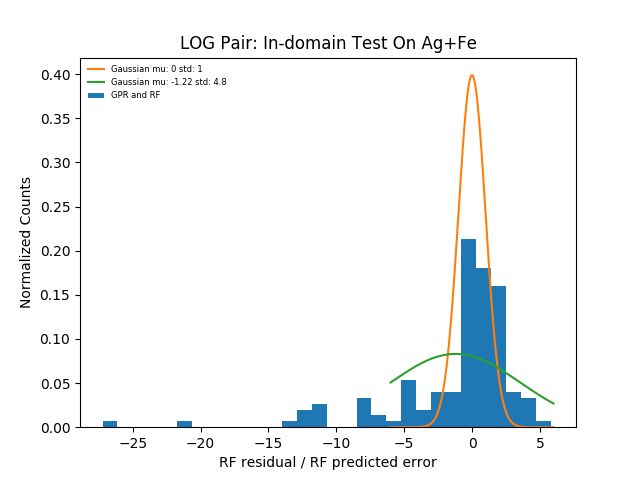 LOG Pair: In-domain Test On Ag+Fe
Gaussian mu: 0 std: 1
Gaussian mu: -1.22 std: 4.8
GPR and RF
0.40
0.35
0.30
0.25
0.20
0.15
0.10
0.05
0.00
Normalized Counts
−25 −20 −15 −10 −5 0 5
RF residual / RF predicted error